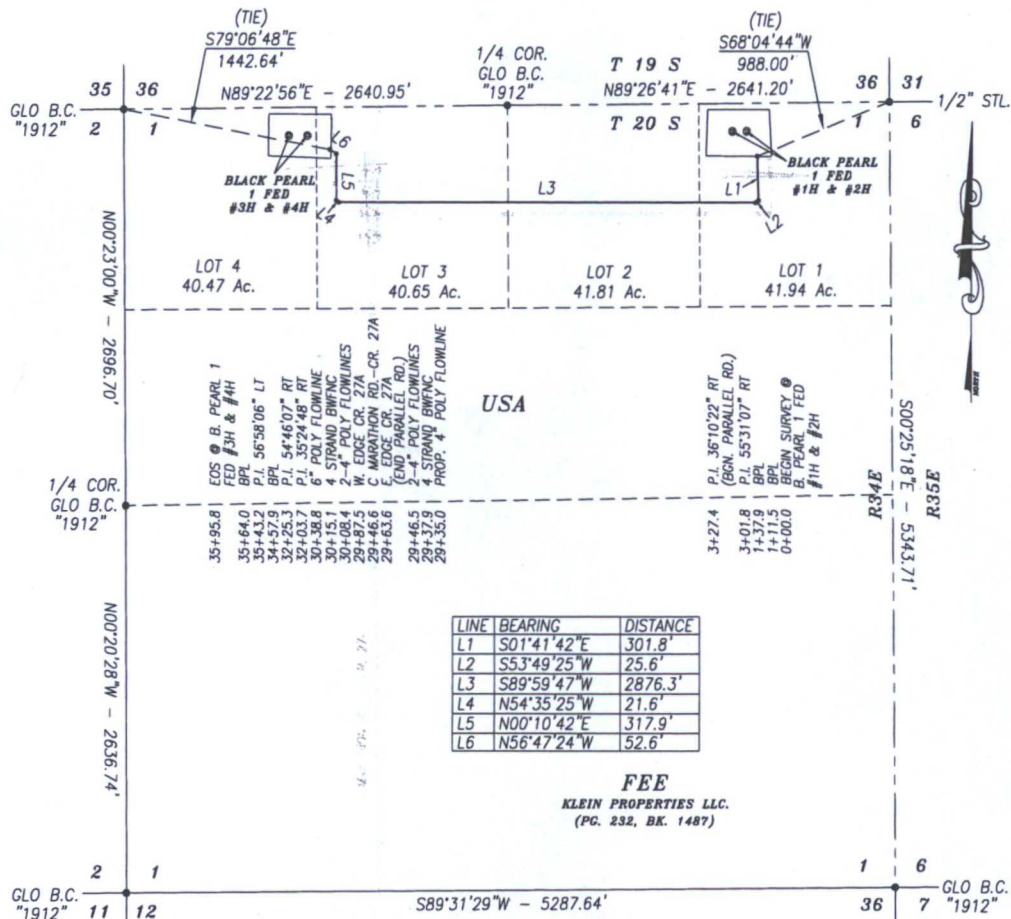 (TIE)
S79°06'48"E
1442.64'
1/4 COR.
GLO B.C.
"1912"
T 19 S
(TIE)
S68°04'44"W
988.00'
35 36
N89°22'56"E - 2640.95'
N89°26'41"E - 2641.20'
36 31
GLO B.C.
"1912"
2 1
T 20 S
1 6
1/2" STL.
BLACK PEARL
1 FED
#3H & #4H
L6
L5
L4
L3
L1
L2
BLACK PEARL
1 FED
#1H & #2H
NORTH
N00°23'00"W - 2696.70'
LOT 4
40.47 Ac.
LOT 3
40.65 Ac.
LOT 2
41.81 Ac.
LOT 1
41.94 Ac.
USA
35+95.8 EOS @ B. PEARL 1
FED #3H & #4H
35+64.0 BPL
35+43.2 P.I. 56°58'06" LT
34+57.9 BPL
32+25.3 P.I. 54°46'07" RT
32+03.7 P.I. 35°24'48" RT
30+38.8 6" POLY FLOWLINE
30+15.1 4 STRAND BWFNC
30+08.4 2-4" POLY FLOWLINES
29+87.5 W. EDGE CR. 27A
29+46.6 C MARATHON RD.-CR. 27A
29+63.6 E. EDGE CR. 27A
(END PARALLEL RD.)
29+46.5 2-4" POLY FLOWLINES
29+37.9 4 STRAND BWFNC
29+35.0 PROP. 4" POLY FLOWLINE
3+27.4 P.I. 36°10'22" RT
(BGN. PARALLEL RD.)
3+01.8 P.I. 55°31'07" RT
1+37.9 BPL
1+11.5 BPL
0+00.0 BEGIN SURVEY @
B. PEARL 1 FED
#1H & #2H
1/4 COR.
GLO B.C.
"1912"
R34E
R35E
S00°25'18"E - 5343.71'
N00°20'28"W - 2636.74'
LINE BEARING DISTANCE
L1 S01°41'42"E 301.8'
L2 S53°49'25"W 25.6'
L3 S89°59'47"W 2876.3'
L4 N54°35'25"W 21.6'
L5 N00°10'42"E 317.9'
L6 N56°47'24"W 52.6'
FEE
KLEIN PROPERTIES LLC.
(PG. 232, BK. 1487)
2 1
GLO B.C.
"1912"
11 12
S89°31'29"W - 5287.64'
1 6
36 7
GLO B.C.
"1912"